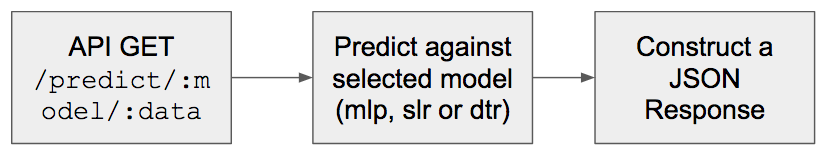 API GET
/predict/:m
odel/:data
Predict against
selected model
(mlp, slr or dtr)
Construct a
JSON
Response